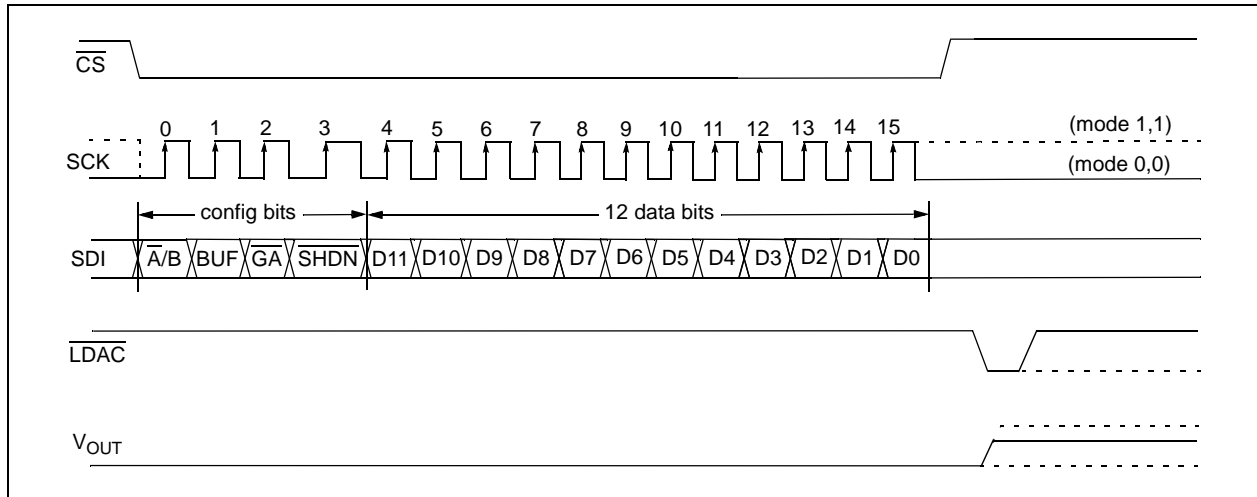 CS
0 1 2 3 4 5 6 7 8 9 10 11 12 13 14 15
(mode 1,1)
SCK
(mode 0,0)
config bits
12 data bits
SDI A/B BUF GA SHDN D11 D10 D9 D8 D7 D6 D5 D4 D3 D2 D1 D0
LDAC
VOUT